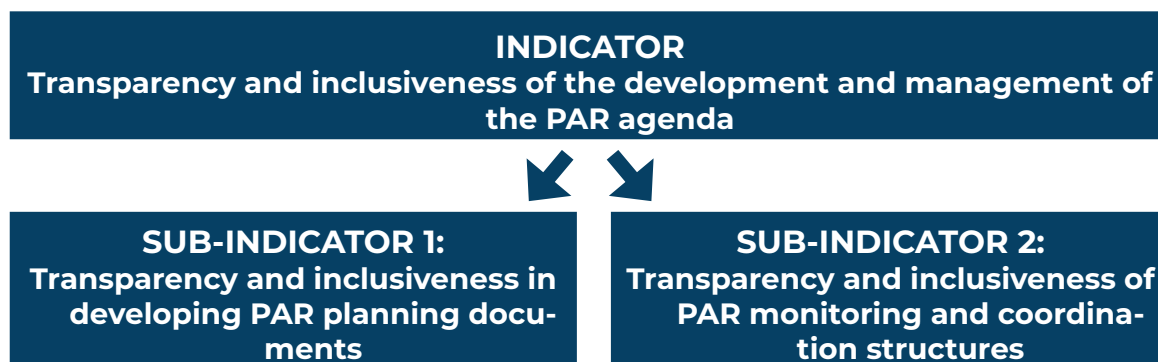 INDICATOR
Transparency and inclusiveness of the development and management of
the PAR agenda
SUB-INDICATOR 1:
Transparency and inclusiveness in
developing PAR planning docu-
ments
SUB-INDICATOR 2:
Transparency and inclusiveness of
PAR monitoring and coordina-
tion structures